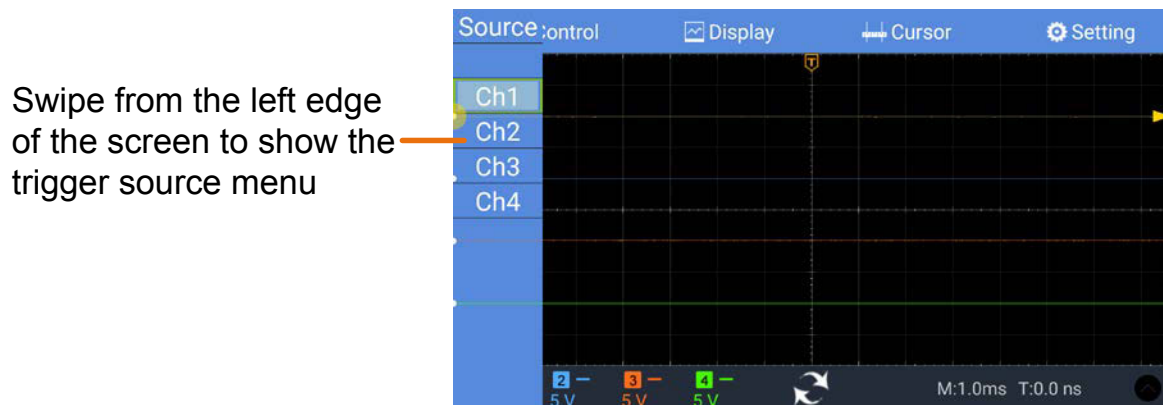 Swipe from the left edge
of the screen to show the
trigger source menu
Source :ontrol Display Cursor Setting
T
Ch1
Ch2
Ch3
Ch4
2 3 4
5 V 5 V 5 V
M:1.0ms T:0.0 ns